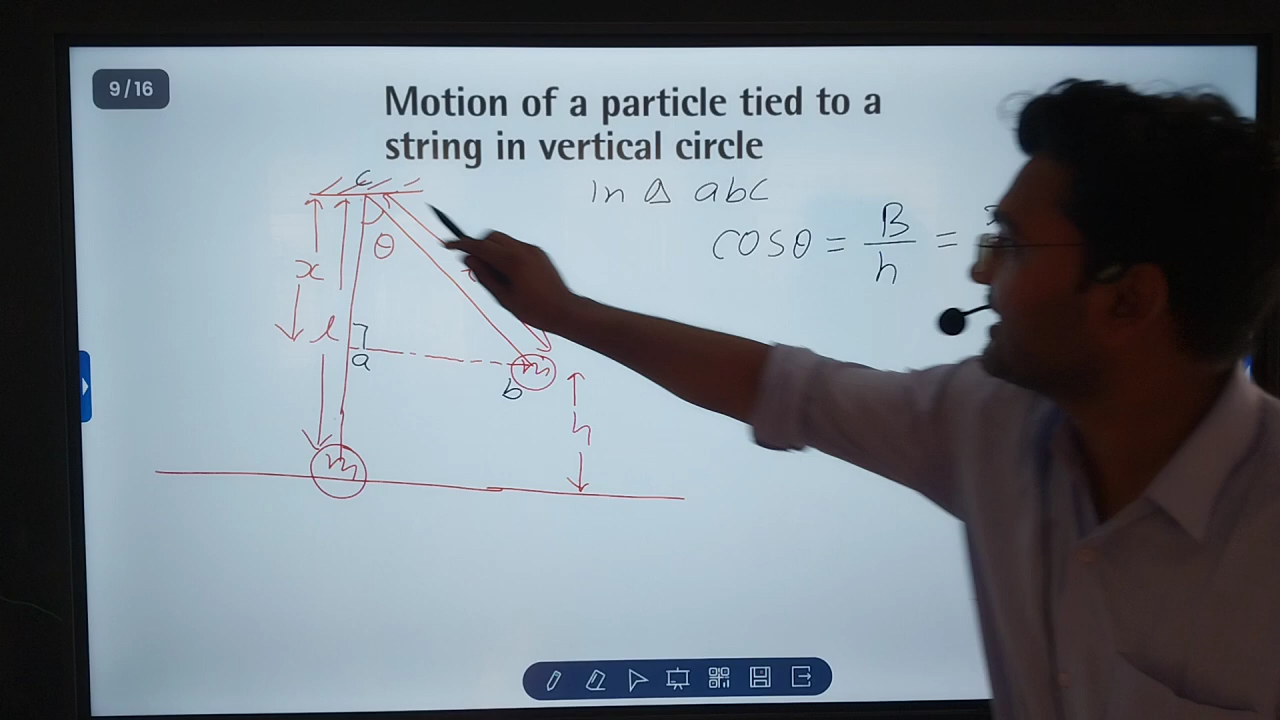 9/16
Motion of a particle tied to a
string in vertical circle
c
In △ abc
θ
cosθ = B/h =
x
l
a
b
m
h
m